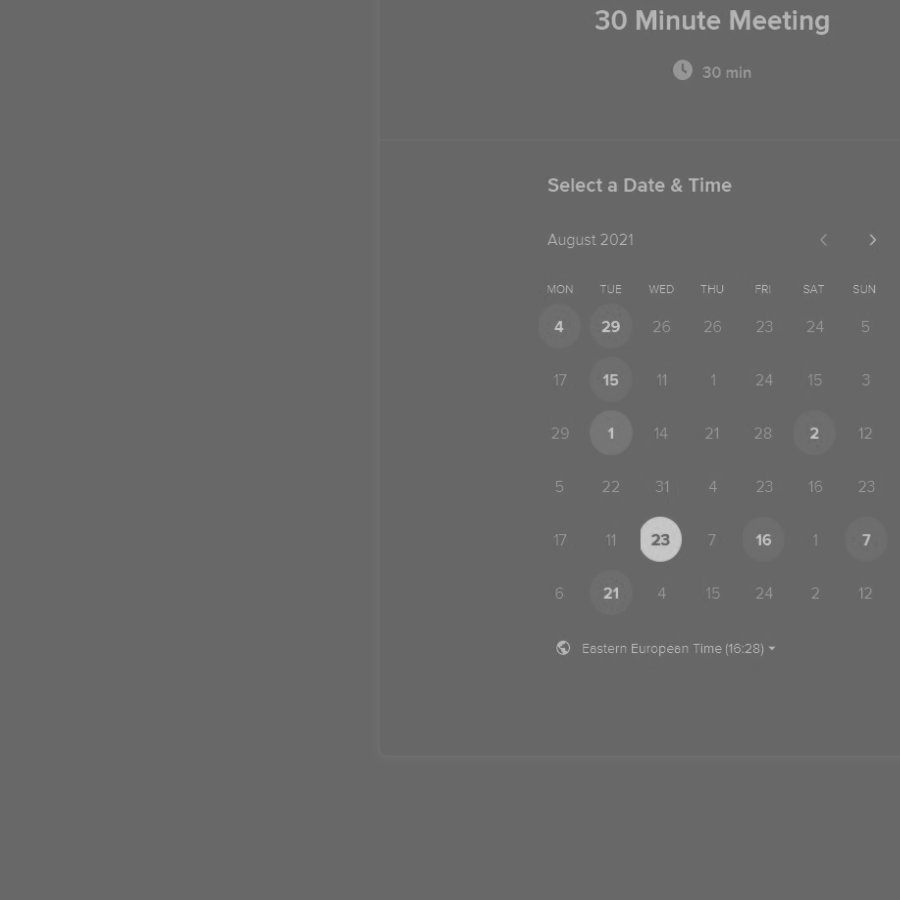 30 Minute Meeting
30 min
Select a Date & Time
August 2021
MON TUE WED THU FRI SAT SUN
4 29 26 26 23 24 5
17 15 11 1 24 15 3
29 1 14 21 28 2 12
5 22 31 4 23 16 23
17 11 23 7 16 1 7
6 21 4 15 24 2 12
Eastern European Time (16:28)